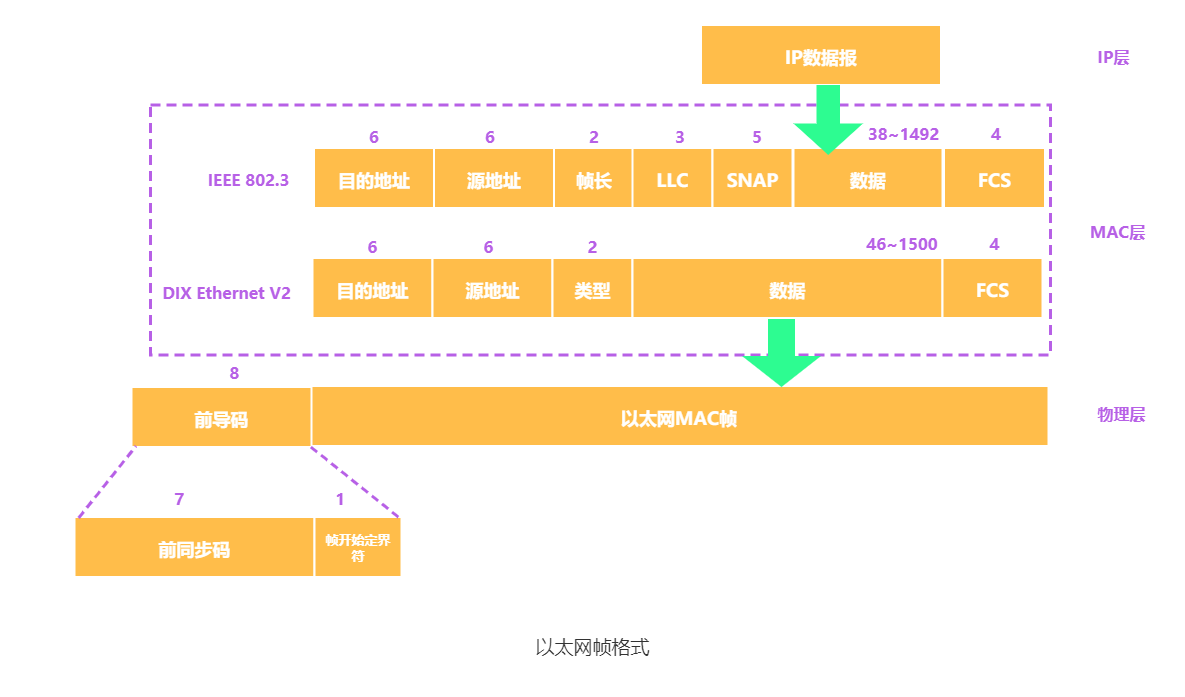 IP数据报
IP层
6 6 2 3 5 38~1492 4
IEEE 802.3 目的地址 源地址 帧长 LLC SNAP 数据 FCS
MAC层
6 6 2 46~1500 4
DIX Ethernet V2 目的地址 源地址 类型 数据 FCS
8
前导码 以太网MAC帧 物理层
7 1
前同步码 帧开始定界
符
以太网帧格式